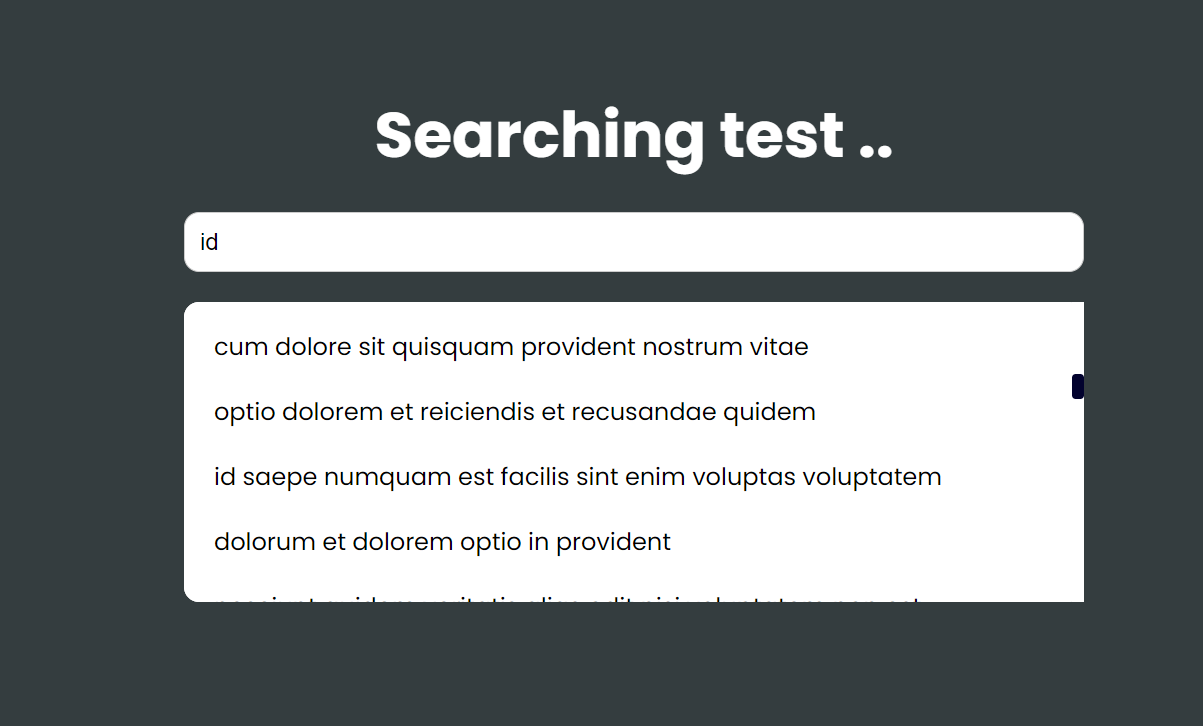 Searching test ..
id
cum dolore sit quisquam provident nostrum vitae
optio dolorem et reiciendis et recusandae quidem
id saepe numquam est facilis sint enim voluptas voluptatem
dolorum et dolorem optio in provident